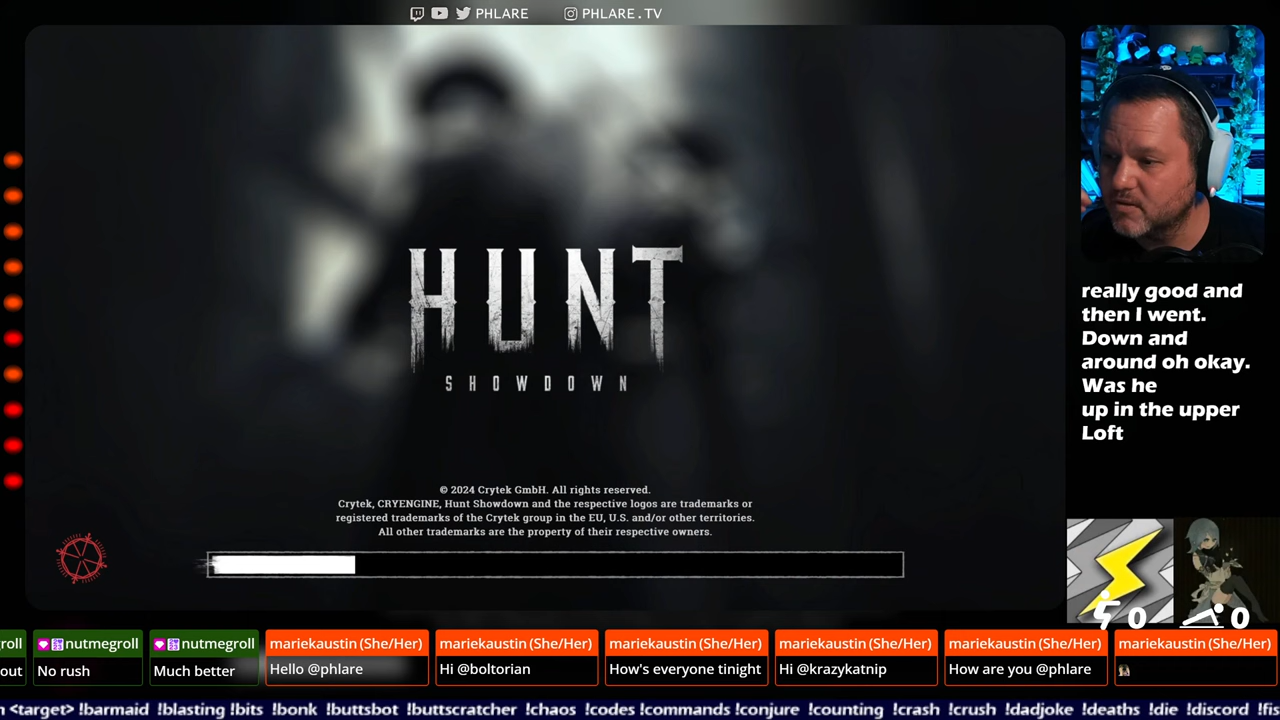 PHLARE PHLARE.TV
HUNT
SHOWDOWN
© 2024 Crytek GmbH. All rights reserved.
Crytek, CRYENGINE, Hunt Showdown and the respective logos are trademarks or
registered trademarks of the Crytek group in the EU, U.S. and/or other territories.
All other trademarks are the property of their respective owners.
really good and
then I went.
Down and
around oh okay.
Was he
up in the upper
Loft
0 0
roll nutmegroll nutmegroll mariekaustin (She/Her) mariekaustin (She/Her) mariekaustin (She/Her) mariekaustin (She/Her) mariekaustin (She/Her) mariekaustin (She/Her)
out No rush Much better Hello @phlare Hi @boltorian How's everyone tinight Hi @krazykatnip How are you @phlare
<target> !barmaid !blasting !bits !bonk !buttsbot !buttscratcher !chaos !codes !commands !conjure !counting !crash !crush !dadjoke !deaths !die !discord !fis